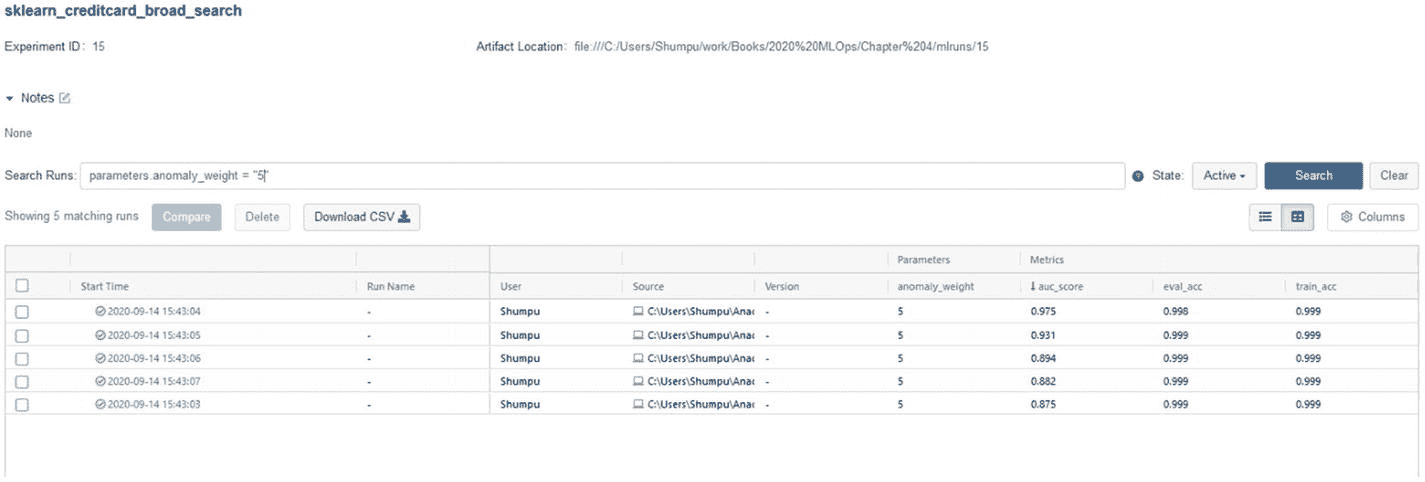 sklearn_creditcard_broad_search
Experiment ID: 15 Artifact Location: file:///C:/Users/Shumpu/work/Books/2020%20MLOps/Chapter%204/mlruns/15
Notes
None
Search Runs: parameters.anomaly_weight = "5" State: Active Search Clear
Showing 5 matching runs Compare Delete Download CSV Columns
Parameters Metrics
Start Time Run Name User Source Version anomaly_weight ↓ auc_score eval_acc train_acc
2020-09-14 15:43:04 - Shumpu C:\Users\Shumpu\Anac - 5 0.975 0.998 0.999
2020-09-14 15:43:05 - Shumpu C:\Users\Shumpu\Anac - 5 0.931 0.999 0.999
2020-09-14 15:43:06 - Shumpu C:\Users\Shumpu\Anac - 5 0.894 0.999 0.999
2020-09-14 15:43:07 - Shumpu C:\Users\Shumpu\Anac - 5 0.882 0.999 0.999
2020-09-14 15:43:03 - Shumpu C:\Users\Shumpu\Anac - 5 0.875 0.999 0.999